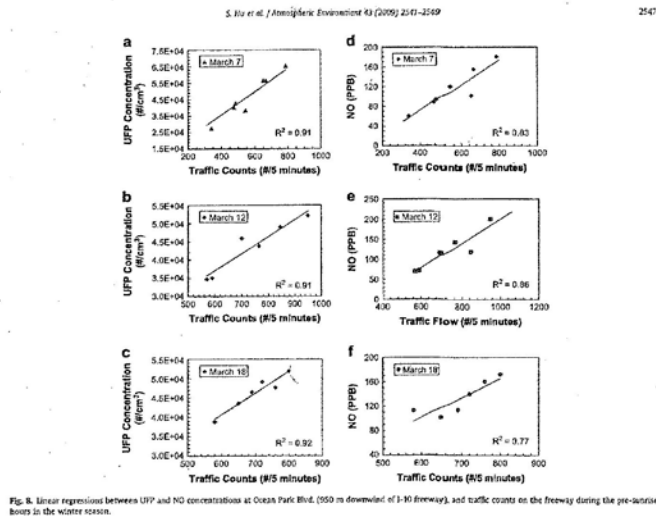 S. Hu et al. / Atmospheric Environment 43 (2009) 2541–2549
2547
a
7.5E+04
6.5E+04
5.5E+04
4.5E+04
3.5E+04
2.5E+04
1.5E+04
UFP Concentration
(#/cm³)
March 7
R² = 0.91
200 400 600 800 1000
Traffic Counts (#/5 minutes)
d
200
160
120
80
40
0
NO (PPB)
March 7
R² = 0.83
200 400 600 800 1000
Traffic Counts (#/5 minutes)
b
5.5E+04
5.0E+04
4.5E+04
4.0E+04
3.5E+04
3.0E+04
UFP Concentration
(#/cm³)
March 12
R² = 0.91
500 600 700 800 900 1000
Traffic Counts (#/5 minutes)
e
250
200
150
100
50
0
NO (PPB)
March 12
R² = 0.86
400 600 800 1000 1200
Traffic Flow (#/5 minutes)
c
5.5E+04
5.0E+04
4.5E+04
4.0E+04
3.5E+04
3.0E+04
UFP Concentration
(#/cm³)
March 18
R² = 0.92
500 600 700 800 900
Traffic Counts (#/5 minutes)
f
200
160
120
80
40
NO (PPB)
March 18
R² = 0.77
500 600 700 800 900
Traffic Counts (#/5 minutes)
Fig. 8. Linear regressions between UFP and NO concentrations at Ocean Park Blvd. (950 m downwind of I-10 freeway), and traffic counts on the freeway during the pre-sunrise
hours in the winter season.